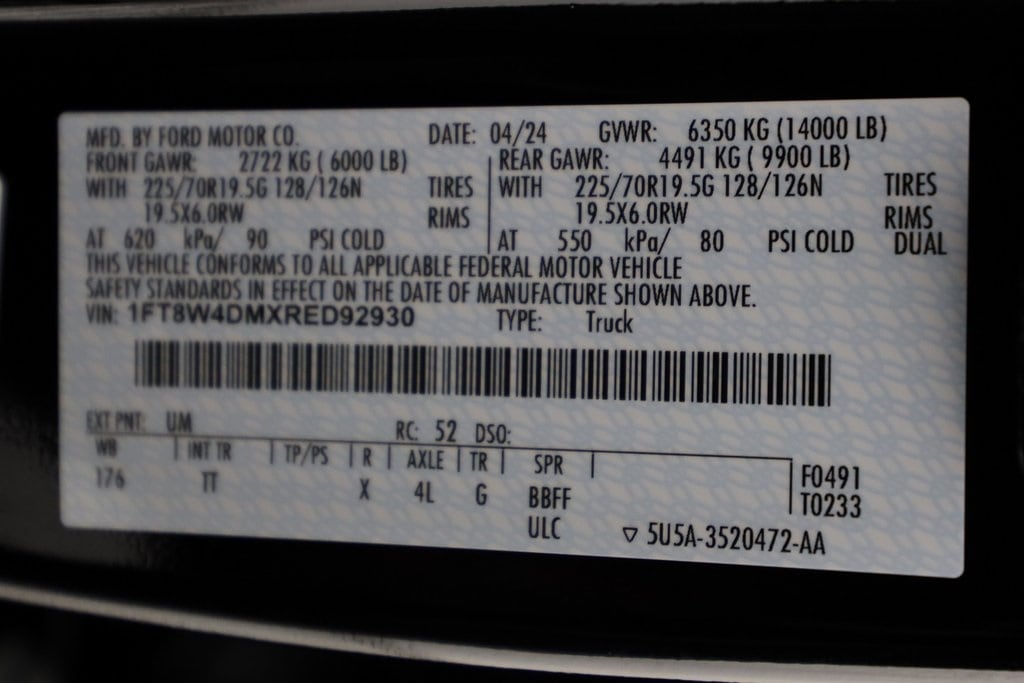 MFD. BY FORD MOTOR CO. DATE: 04/24 GVWR: 6350 KG (14000 LB)
FRONT GAWR: 2722 KG ( 6000 LB) REAR GAWR: 4491 KG ( 9900 LB)
WITH 225/70R19.5G 128/126N TIRES WITH 225/70R19.5G 128/126N TIRES
19.5X6.0RW RIMS 19.5X6.0RW RIMS
AT 620 kPa/ 90 PSI COLD AT 550 kPa/ 80 PSI COLD DUAL
THIS VEHICLE CONFORMS TO ALL APPLICABLE FEDERAL MOTOR VEHICLE
SAFETY STANDARDS IN EFFECT ON THE DATE OF MANUFACTURE SHOWN ABOVE.
VIN: 1FT8W4DMXRED92930 TYPE: Truck
EXT PNT: UM RC: 52 DSO:
WB INT TR TP/PS R AXLE TR SPR F0491
176 TT X 4L G BBFF T0233
ULC ▽ 5U5A-3520472-AA